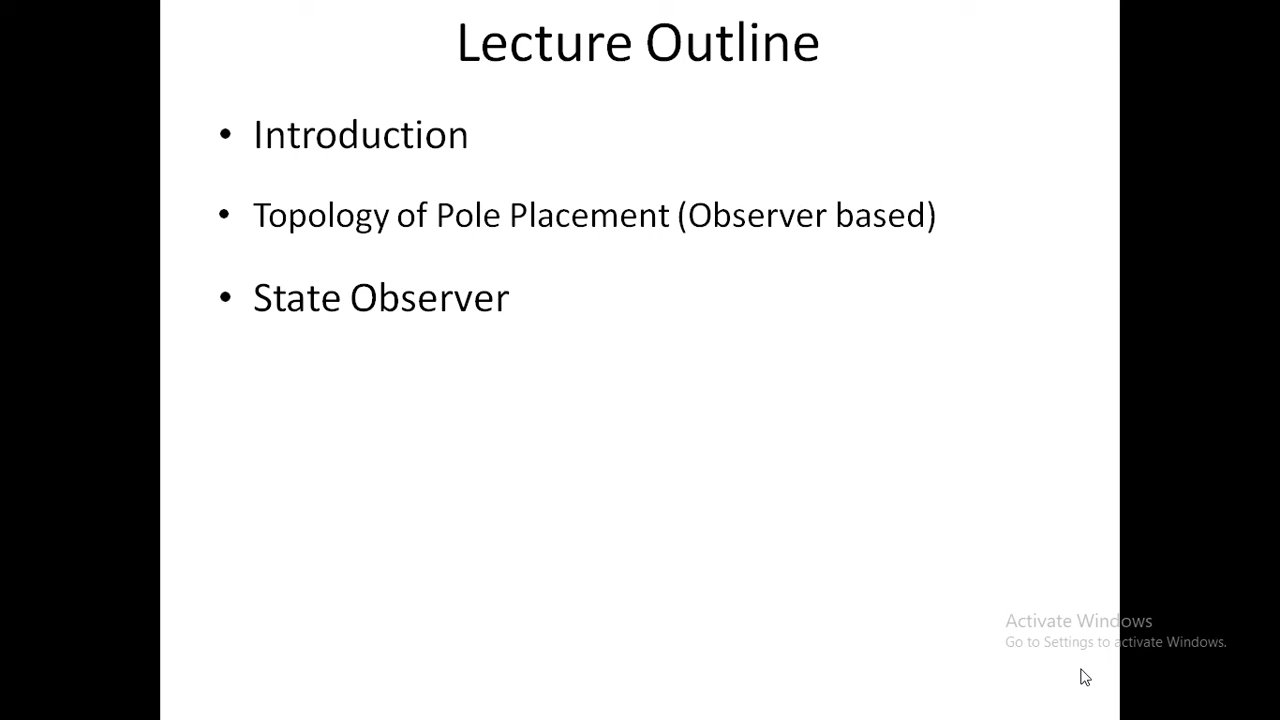 Lecture Outline
• Introduction
• Topology of Pole Placement (Observer based)
• State Observer
Activate Windows
Go to Settings to activate Windows.